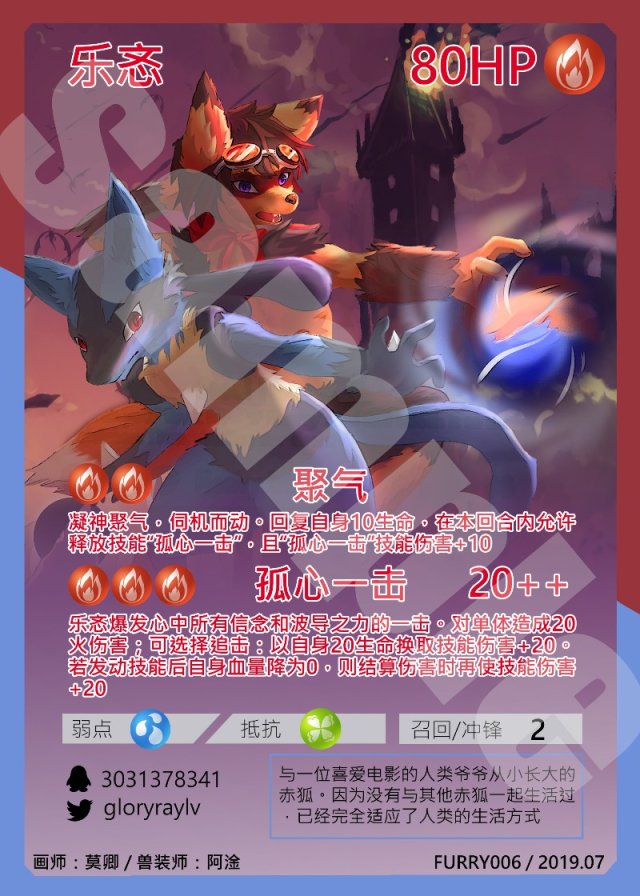 乐忞
80HP
Sample
聚气
凝神聚气，伺机而动。回复自身10生命，在本回合内允许
释放技能“孤心一击”，且“孤心一击”技能伤害+10
孤心一击 20++
乐忞爆发心中所有信念和波导之力的一击。对单体造成20
火伤害；可选择追击：以自身20生命换取技能伤害+20。
若发动技能后自身血量降为0，则结算伤害时再使技能伤害
+20
弱点 抵抗 召回/冲锋 2
3031378341
gloryraylv
与一位喜爱电影的人类爷爷从小长大的
赤狐。因为没有与其他赤狐一起生活过
，已经完全适应了人类的生活方式
画师：莫卿 / 兽装师：阿淦
FURRY006 / 2019.07